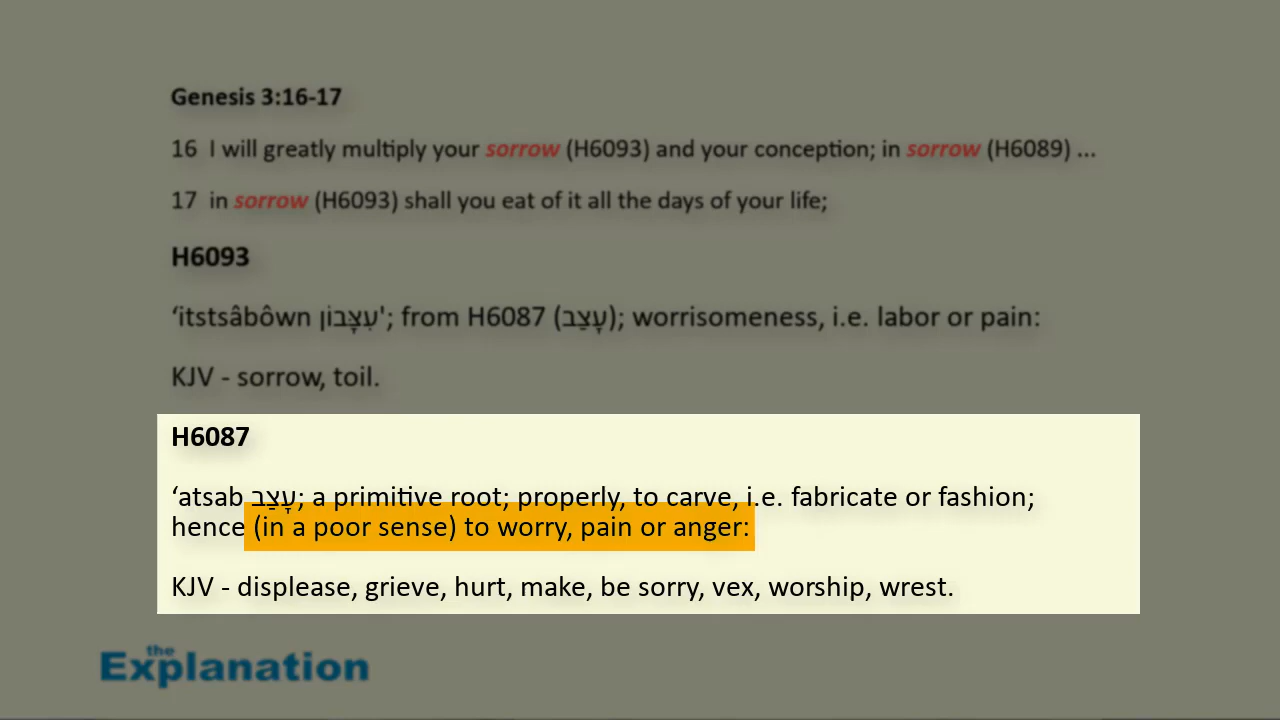 Genesis 3:16-17
16 I will greatly multiply your sorrow (H6093) and your conception; in sorrow (H6089) ...
17 in sorrow (H6093) shall you eat of it all the days of your life;
H6093
‘itstsâbôwn עִצָּבוֹן'; from H6087 (עָצַב); worrisomeness, i.e. labor or pain:
KJV - sorrow, toil.
H6087
‘atsab עָצַב; a primitive root; properly, to carve, i.e. fabricate or fashion;
hence (in a poor sense) to worry, pain or anger:
KJV - displease, grieve, hurt, make, be sorry, vex, worship, wrest.
the
Explanation